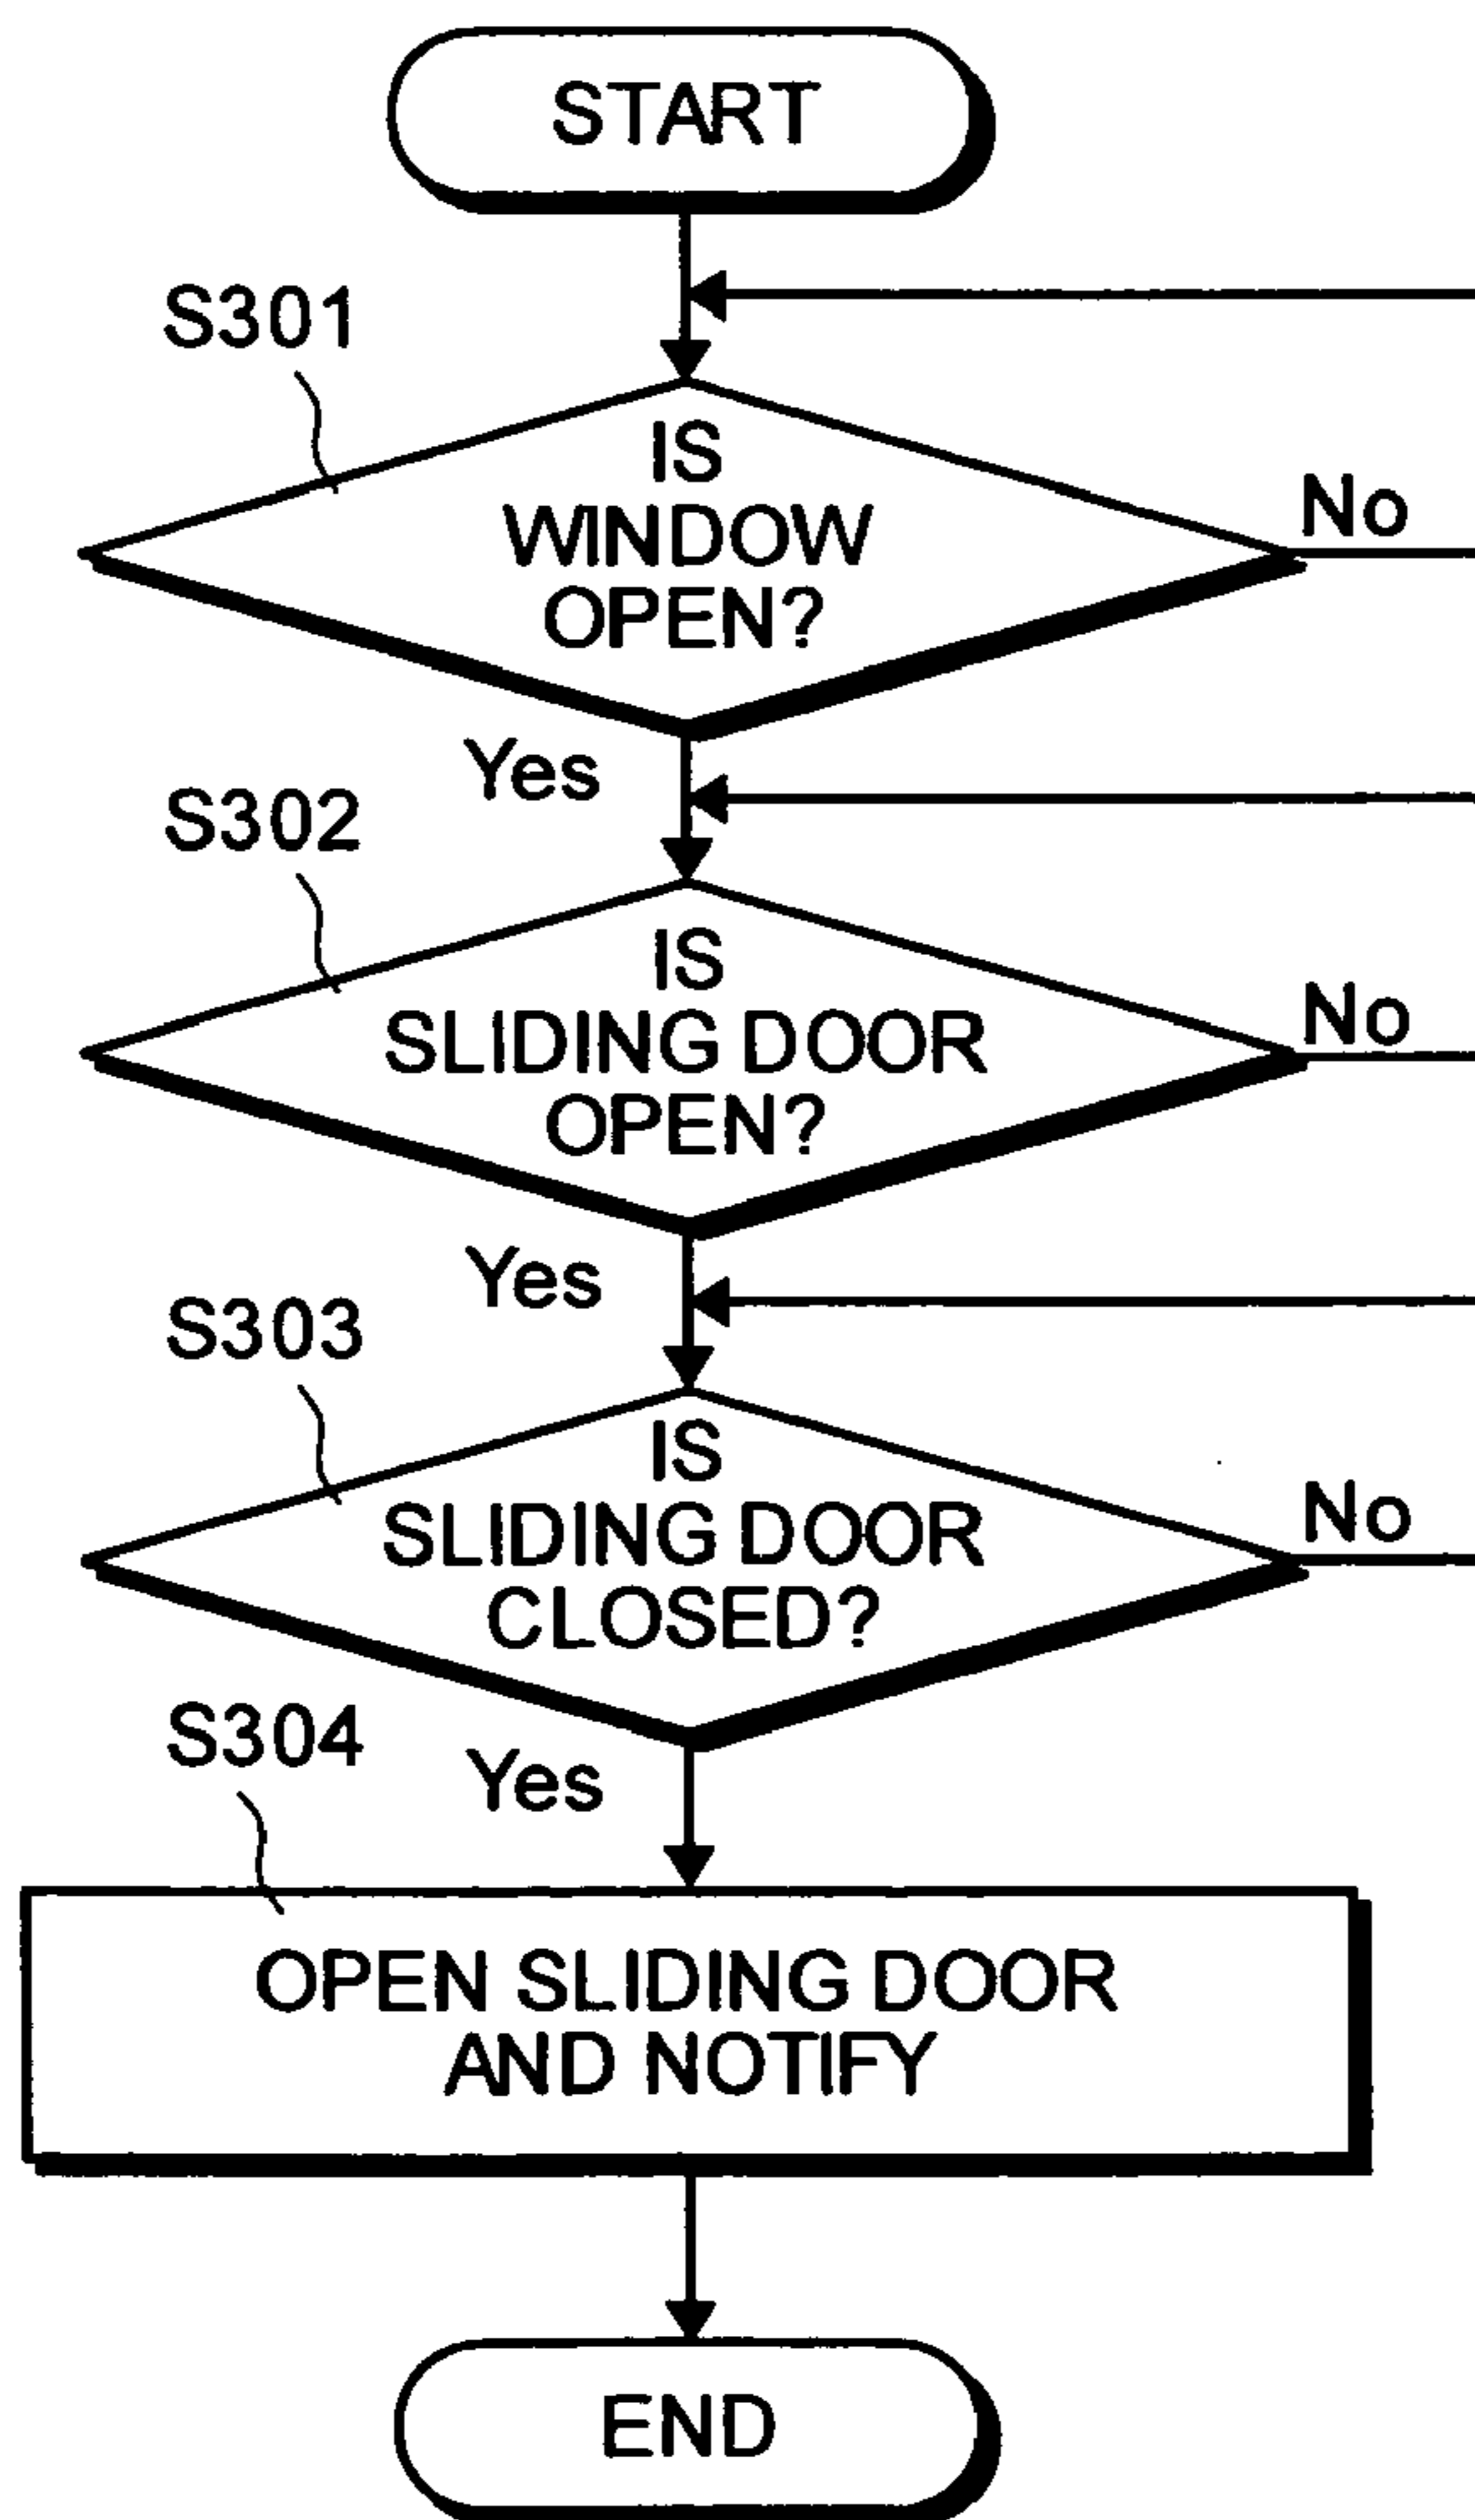 START
S301
IS
WINDOW
OPEN?
No
Yes
S302
IS
SLIDING DOOR
OPEN?
No
Yes
S303
IS
SLIDING DOOR
CLOSED?
No
Yes
S304
OPEN SLIDING DOOR
AND NOTIFY
END